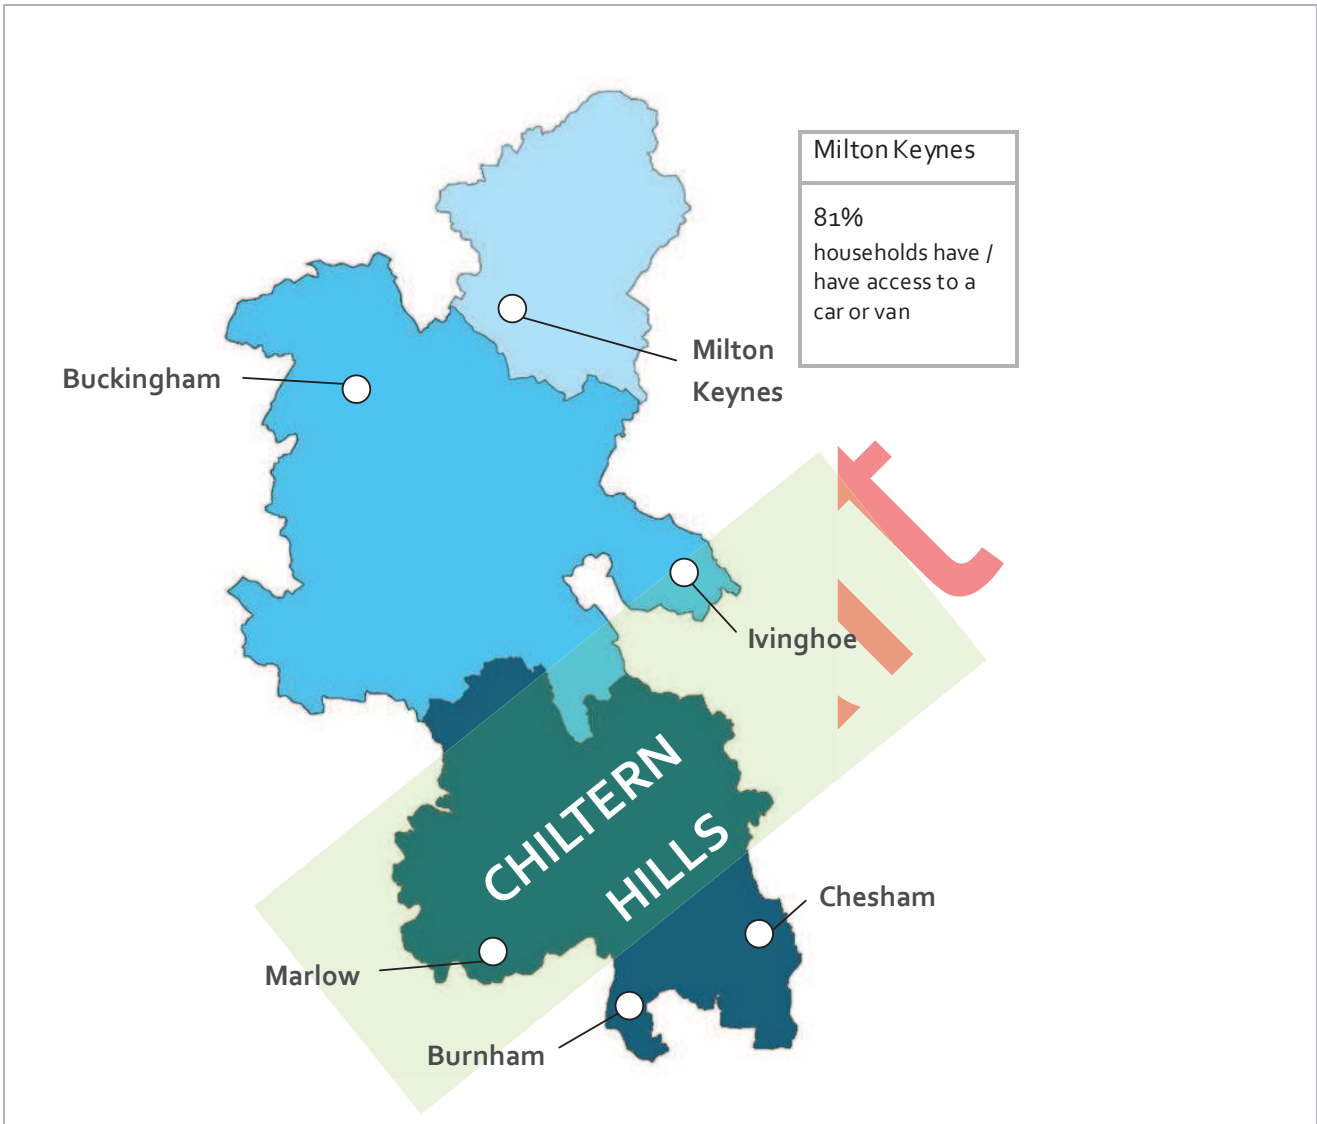 Milton Keynes
81%
households have /
have access to a
car or van
Milton
Keynes
Buckingham
Ivinghoe
CHILTERN
HILLS
Chesham
Marlow
Burnham